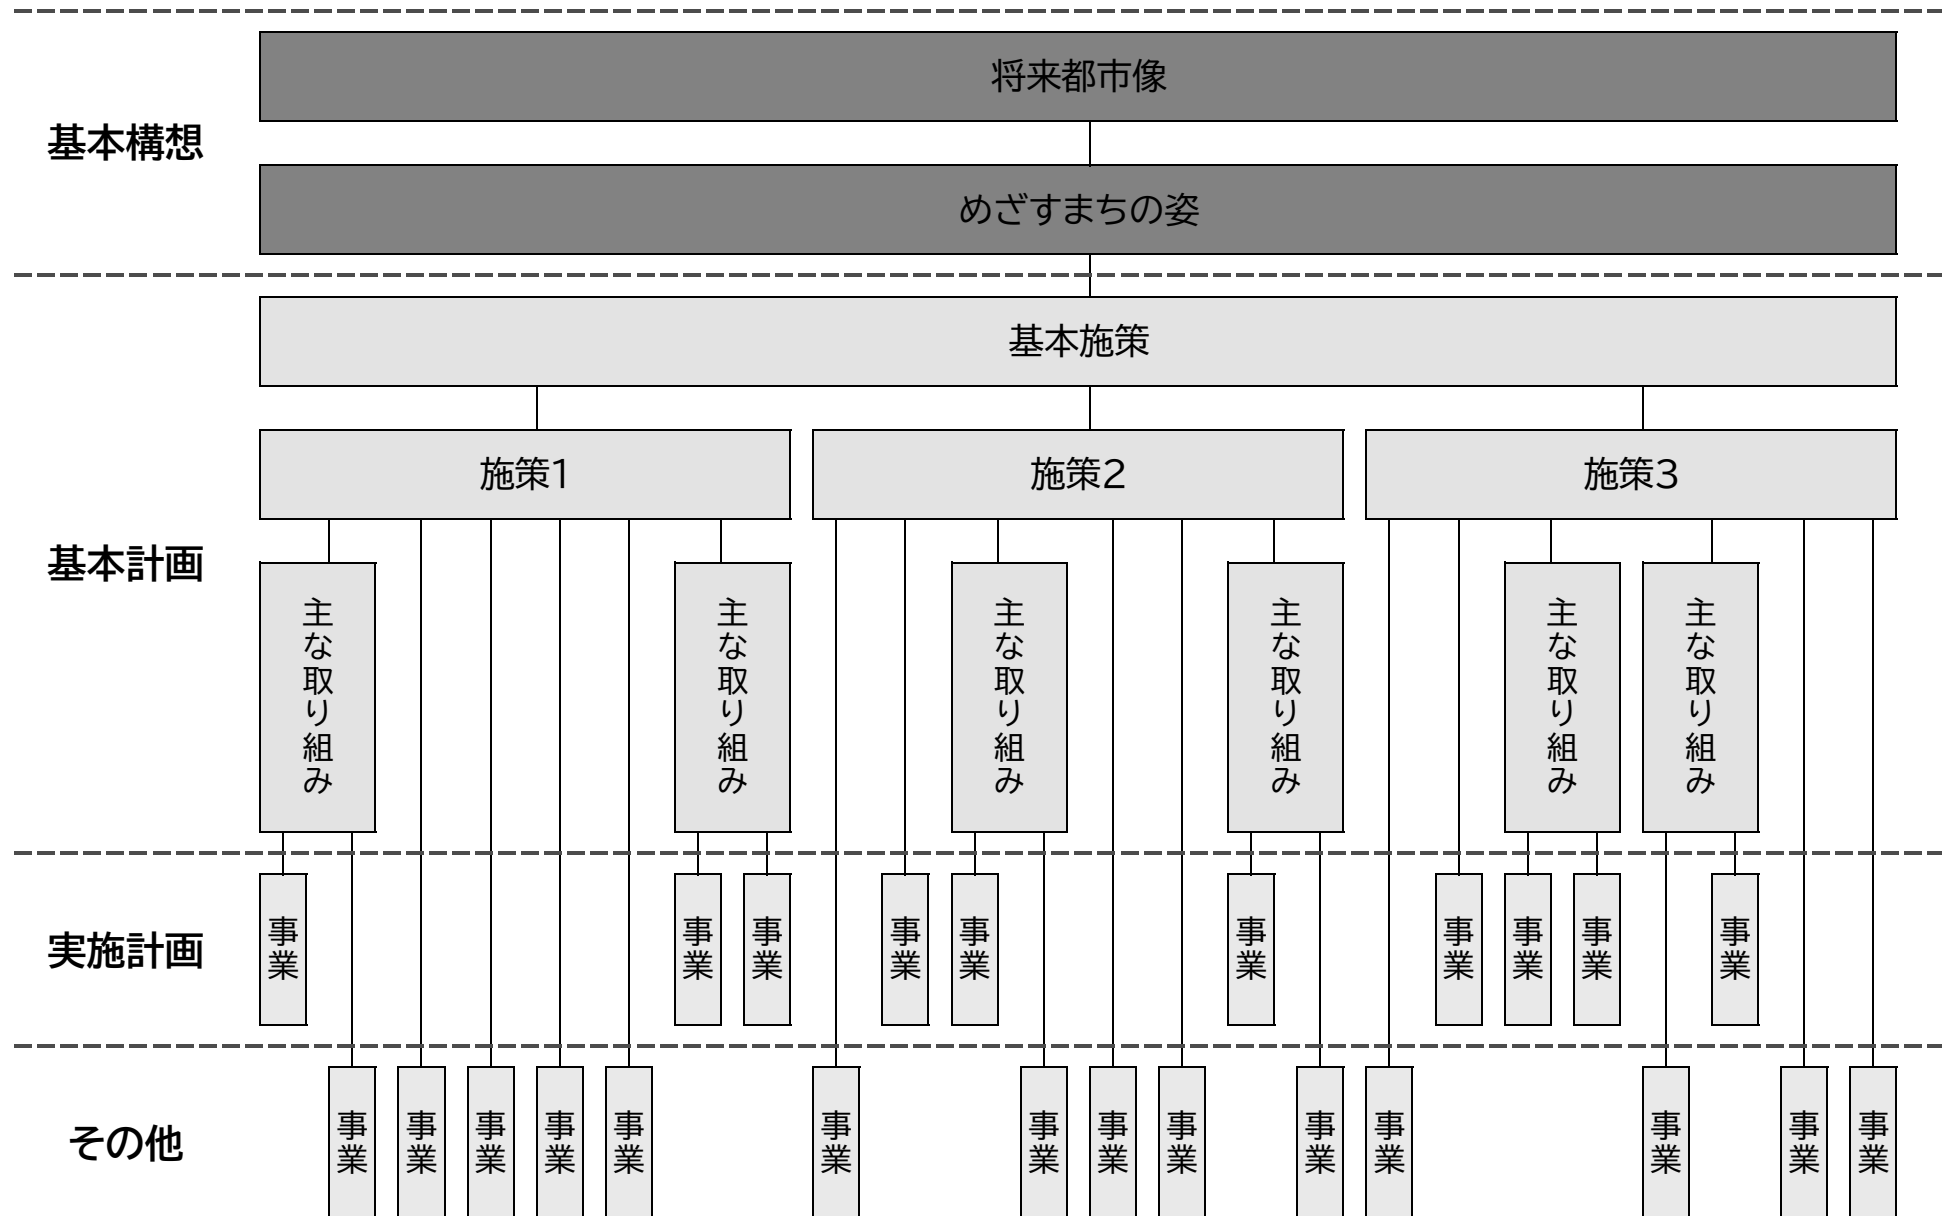 基本構想
将来都市像
めざすまちの姿
基本計画
基本施策
施策1
施策2
施策3
主な取り組み
主な取り組み
主な取り組み
主な取り組み
主な取り組み
主な取り組み
実施計画
事業
事業
事業
事業
事業
事業
事業
事業
事業
事業
その他
事業
事業
事業
事業
事業
事業
事業
事業
事業
事業
事業
事業
事業
事業